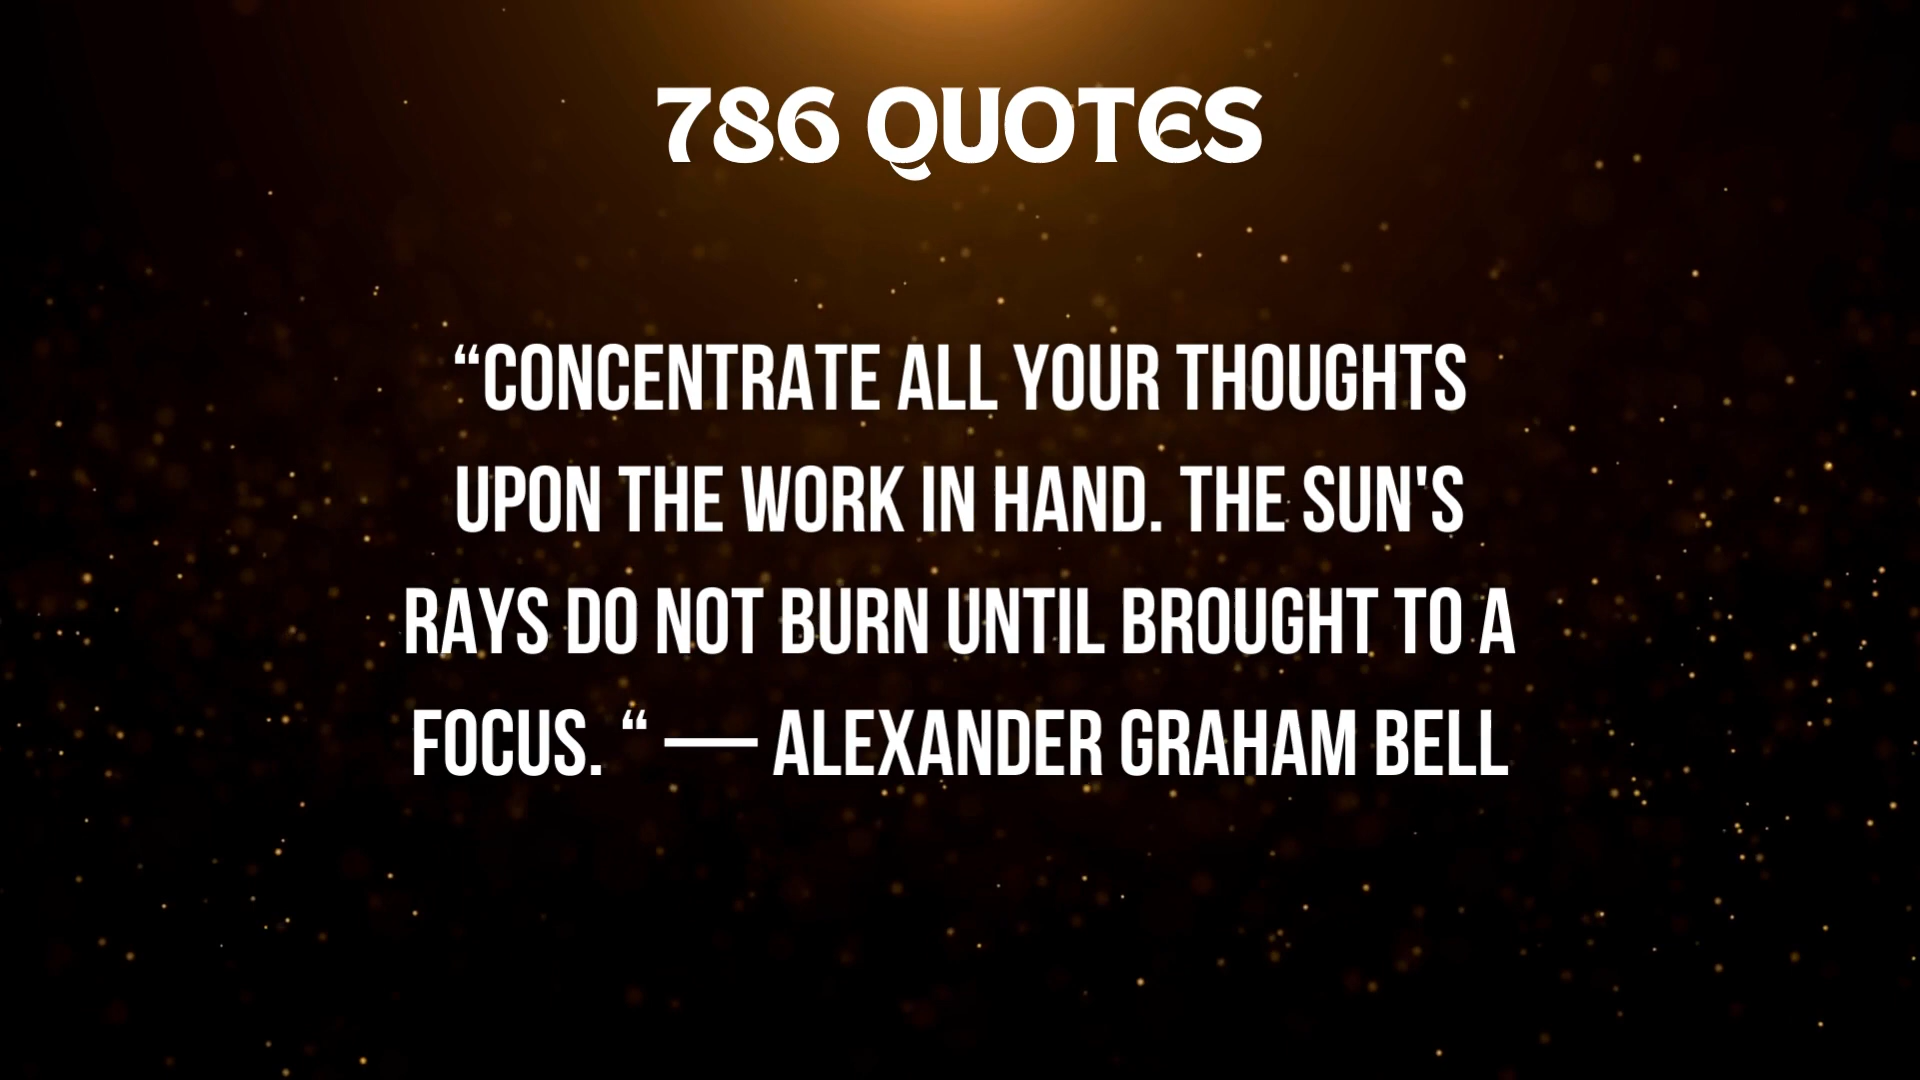 786 QUOTES
“CONCENTRATE ALL YOUR THOUGHTS
UPON THE WORK IN HAND. THE SUN'S
RAYS DO NOT BURN UNTIL BROUGHT TO A
FOCUS. “ — ALEXANDER GRAHAM BELL